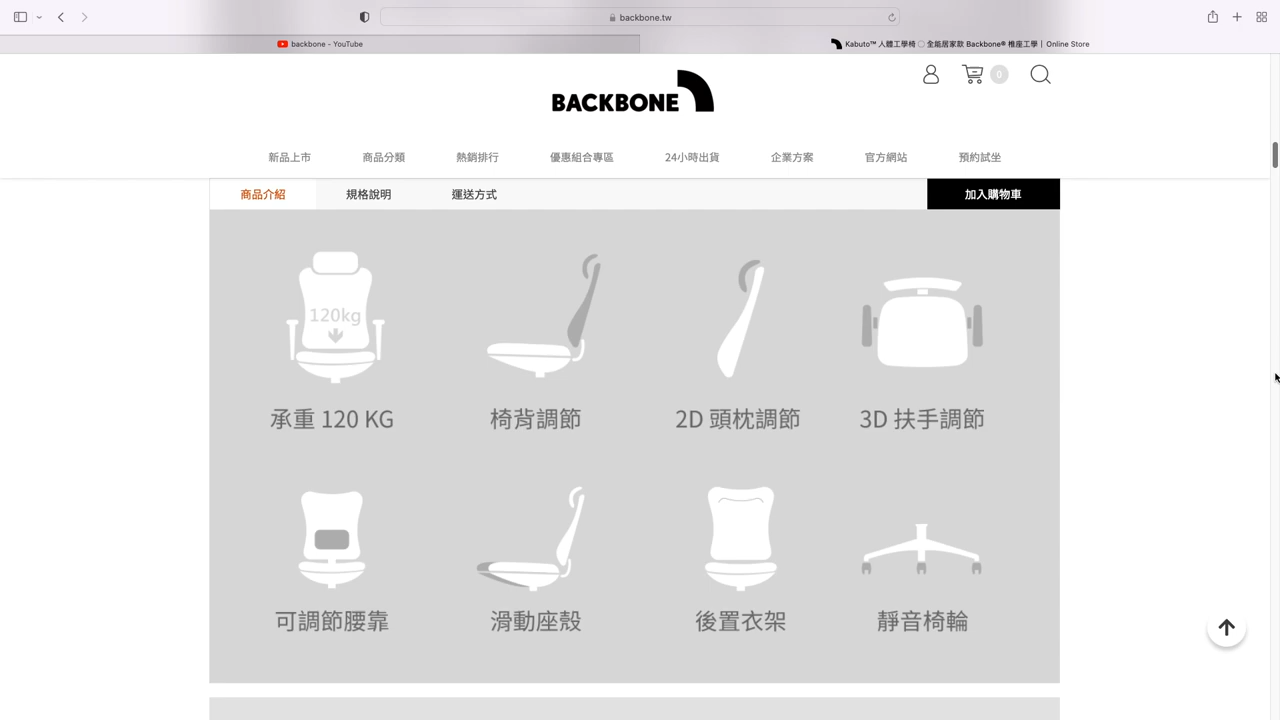 backbone.tw
backbone - YouTube
Kabuto™ 人體工學椅 〇 全能居家款 Backbone® 椎座工學｜ Online Store
BACKBONE
0
新品上市 商品分類 熱銷排行 優惠組合專區 24小時出貨 企業方案 官方網站 預約試坐
商品介紹 規格說明 運送方式 加入購物車
120kg
承重 120 KG 椅背調節 2D 頭枕調節 3D 扶手調節
可調節腰靠 滑動座殼 後置衣架 靜音椅輪